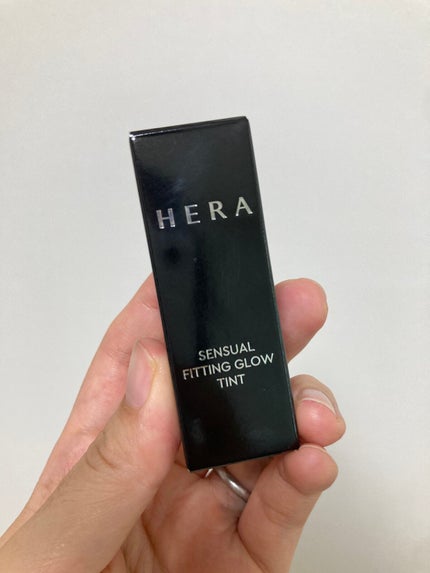 HERA
SENSUAL
FITTING GLOW
TINT